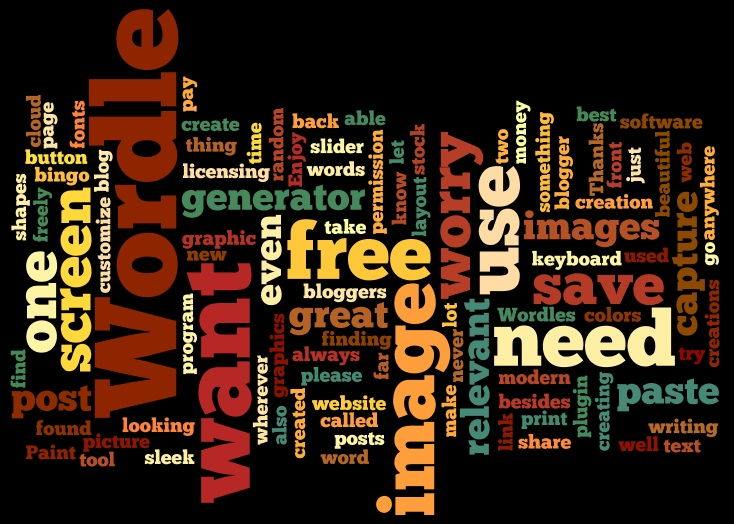 Wordle
want
image
need
free
use
screen
one
save
images
worry
capture
generator
great
relevant
paste
post
even
cloud
page
fonts
pay
button
bingo
shapes
freely
customize blog
create
thing
time
random
Enjoy
back
able
slider
licensing
words
permission
let
know
stock
layout
take
graphic
new
bloggers
finding
program
graphics
always
far
please
wherever
also
created
website
called
posts
word
find
found
looking
picture
Paint
tool
sleek
two
money
something
blogger
best
software
Thanks
front
just
beautiful
web
anywhere
go
creation
keyboard
used
Wordles
colors
lot
never
make
try
creations
modern
besides
link
print
plugin
creating
share
writing
well
text